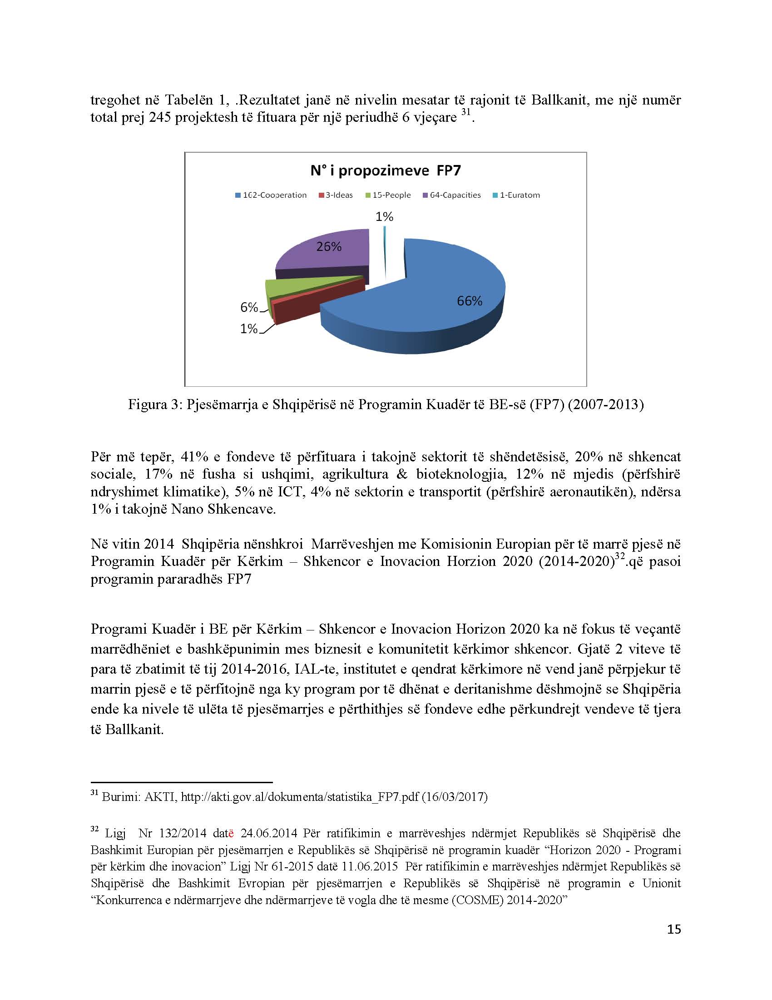 tregohet në Tabelën 1, .Rezultatet janë në nivelin mesatar të rajonit të Ballkanit, me një numër
total prej 245 projektesh të fituara për një periudhë 6 vjeçare 31.
N° i propozimeve FP7
162-Cooperation 3-Ideas 15-People 64-Capacities 1-Euratom
1%
26%
66%
6%
1%
Figura 3: Pjesëmarrja e Shqipërisë në Programin Kuadër të BE-së (FP7) (2007-2013)
Për më tepër, 41% e fondeve të përfituara i takojnë sektorit të shëndetësisë, 20% në shkencat
sociale, 17% në fusha si ushqimi, agrikultura & bioteknologjia, 12% në mjedis (përfshirë
ndryshimet klimatike), 5% në ICT, 4% në sektorin e transportit (përfshirë aeronautikën), ndërsa
1% i takojnë Nano Shkencave.
Në vitin 2014 Shqipëria nënshkroi Marrëveshjen me Komisionin Europian për të marrë pjesë në
Programin Kuadër për Kërkim – Shkencor e Inovacion Horzion 2020 (2014-2020)32.që pasoi
programin pararadhës FP7
Programi Kuadër i BE për Kërkim – Shkencor e Inovacion Horizon 2020 ka në fokus të veçantë
marrëdhëniet e bashkëpunimin mes biznesit e komunitetit kërkimor shkencor. Gjatë 2 viteve të
para të zbatimit të tij 2014-2016, IAL-te, institutet e qendrat kërkimore në vend janë përpjekur të
marrin pjesë e të përfitojnë nga ky program por të dhënat e deritanishme dëshmojnë se Shqipëria
ende ka nivele të ulëta të pjesëmarrjes e përthithjes së fondeve edhe përkundrejt vendeve të tjera
të Ballkanit.
31 Burimi: AKTI, http://akti.gov.al/dokumenta/statistika_FP7.pdf (16/03/2017)
32 Ligj Nr 132/2014 datë 24.06.2014 Për ratifikimin e marrëveshjes ndërmjet Republikës së Shqipërisë dhe
Bashkimit Europian për pjesëmarrjen e Republikës së Shqipërisë në programin kuadër “Horizon 2020 - Programi
për kërkim dhe inovacion” Ligj Nr 61-2015 datë 11.06.2015 Për ratifikimin e marrëveshjes ndërmjet Republikës së
Shqipërisë dhe Bashkimit Evropian për pjesëmarrjen e Republikës së Shqipërisë në programin e Unionit
“Konkurrenca e ndërmarrjeve dhe ndërmarrjeve të vogla dhe të mesme (COSME) 2014-2020”
15